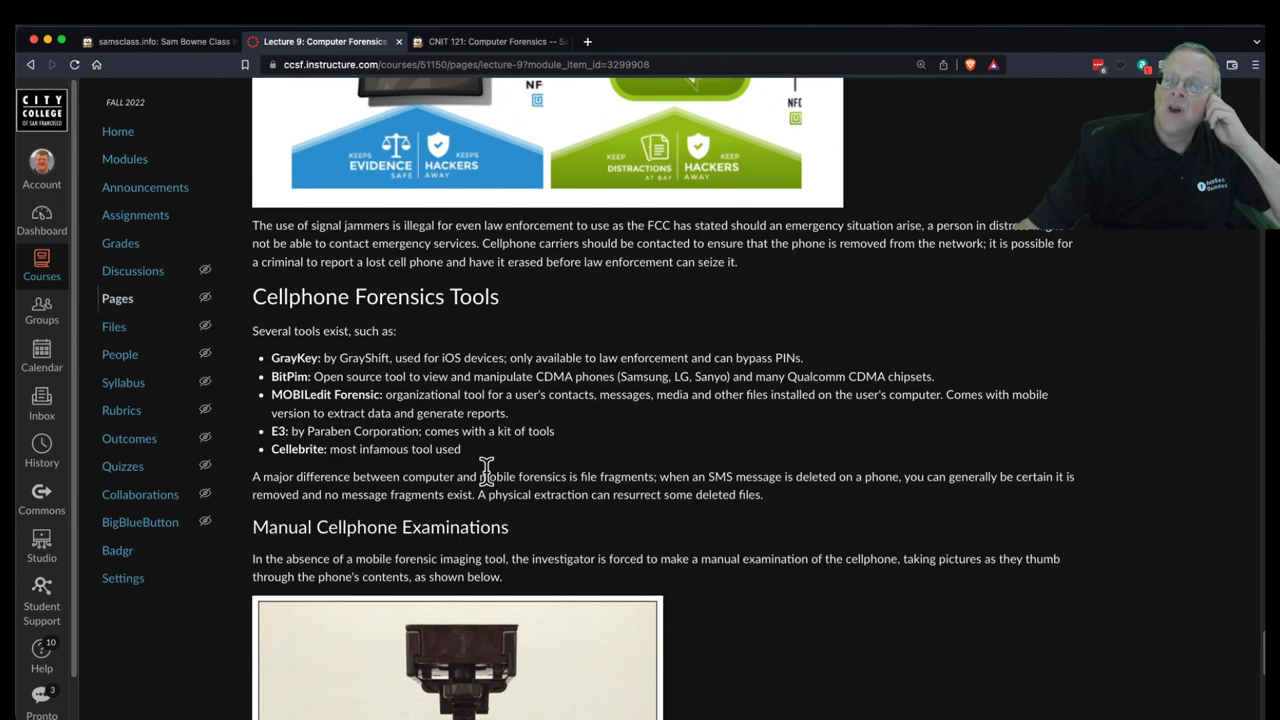 samsclass.info: Sam Bowne Class I
Lecture 9: Computer Forensics
CNIT 121: Computer Forensics -- Sa
ccsf.instructure.com/courses/51150/pages/lecture-9?module_item_id=3299908
CITY
COLLEGE
OF SAN FRANCISCO
Account
Dashboard
Courses
Groups
Calendar
Inbox
History
Commons
Studio
Student
Support
10
Help
3
Pronto
FALL 2022
Home
Modules
Announcements
Assignments
Grades
Discussions
Pages
Files
People
Syllabus
Rubrics
Outcomes
Quizzes
Collaborations
BigBlueButton
Badgr
Settings
NF
NFC
KEEPS EVIDENCE SAFE
KEEPS HACKERS AWAY
KEEP DISTRACTIONS AT BAY
KEEP HACKERS AWAY
The use of signal jammers is illegal for even law enforcement to use as the FCC has stated should an emergency situation arise, a person in distress
not be able to contact emergency services. Cellphone carriers should be contacted to ensure that the phone is removed from the network; it is possible for
a criminal to report a lost cell phone and have it erased before law enforcement can seize it.
Cellphone Forensics Tools
Several tools exist, such as:
• GrayKey: by GrayShift, used for iOS devices; only available to law enforcement and can bypass PINs.
• BitPim: Open source tool to view and manipulate CDMA phones (Samsung, LG, Sanyo) and many Qualcomm CDMA chipsets.
• MOBILedit Forensic: organizational tool for a user's contacts, messages, media and other files installed on the user's computer. Comes with mobile
version to extract data and generate reports.
• E3: by Paraben Corporation; comes with a kit of tools
• Cellebrite: most infamous tool used
A major difference between computer and mobile forensics is file fragments; when an SMS message is deleted on a phone, you can generally be certain it is
removed and no message fragments exist. A physical extraction can resurrect some deleted files.
Manual Cellphone Examinations
In the absence of a mobile forensic imaging tool, the investigator is forced to make a manual examination of the cellphone, taking pictures as they thumb
through the phone's contents, as shown below.